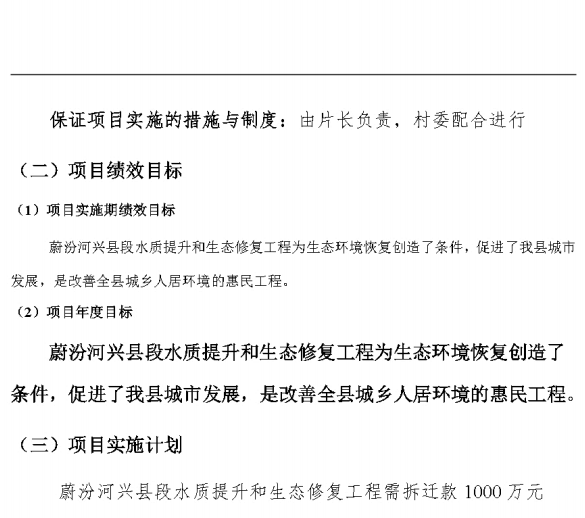 保证项目实施的措施与制度：由片长负责，村委配合进行
（二）项目绩效目标
（1）项目实施期绩效目标
蔚汾河兴县段水质提升和生态修复工程为生态环境恢复创造了条件，促进了我县城市
发展，是改善全县城乡人居环境的惠民工程。
（2）项目年度目标
蔚汾河兴县段水质提升和生态修复工程为生态环境恢复创造了
条件，促进了我县城市发展，是改善全县城乡人居环境的惠民工程。
（三）项目实施计划
蔚汾河兴县段水质提升和生态修复工程需拆迁款 1000 万元